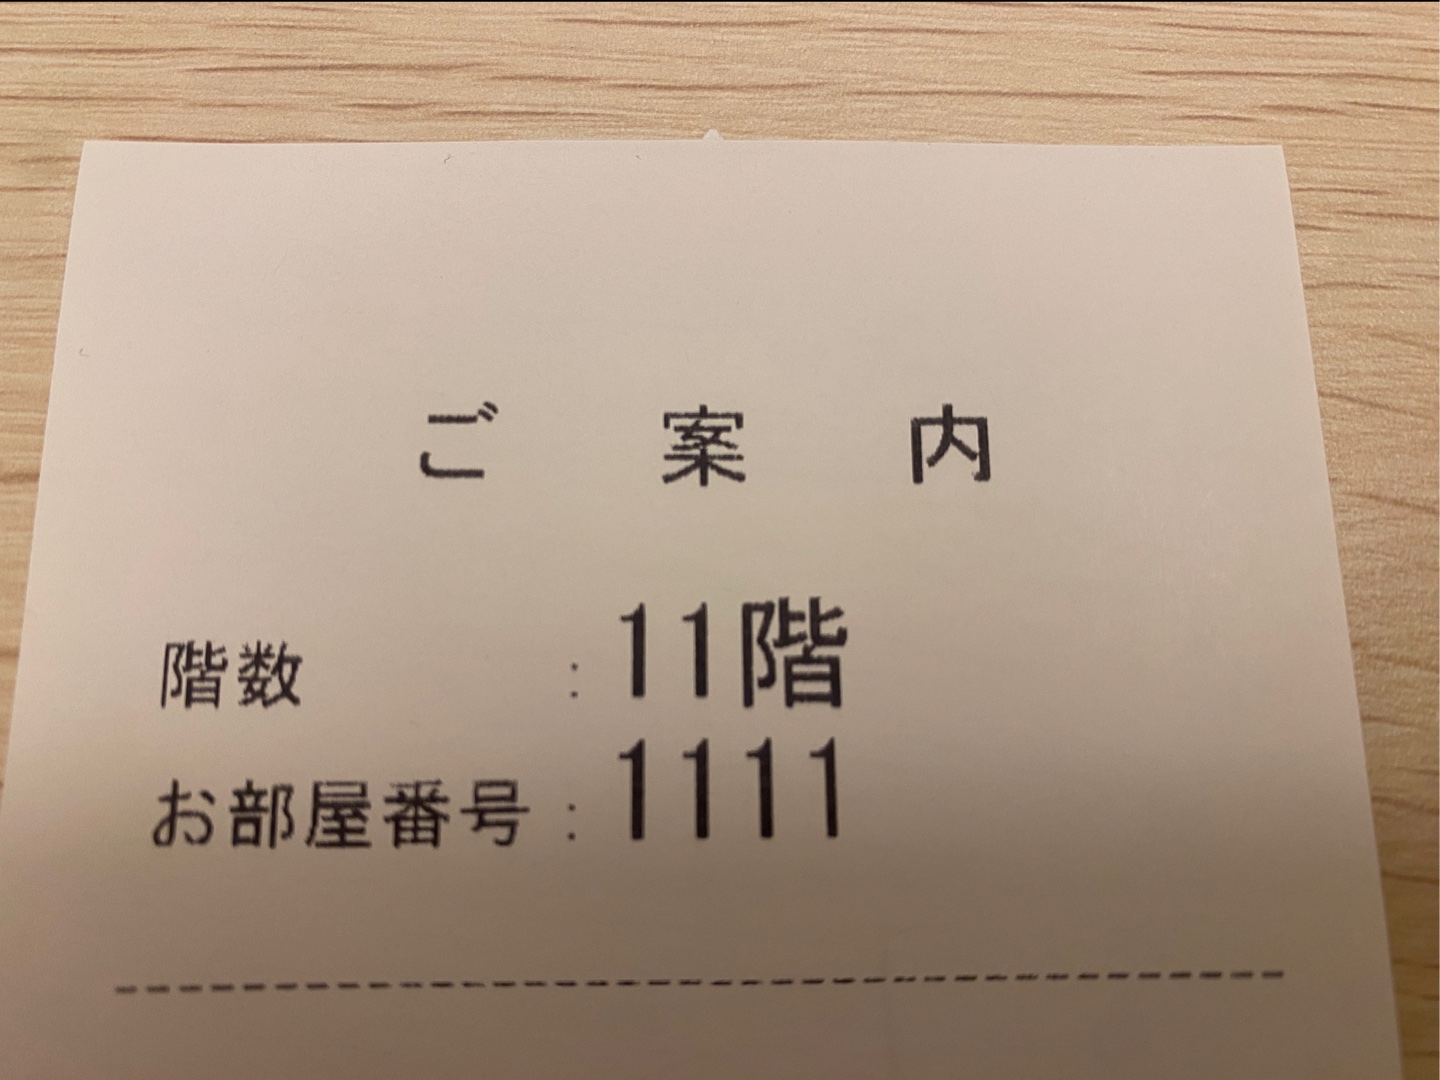 ご案内
階数 : 11階
お部屋番号 : 1111